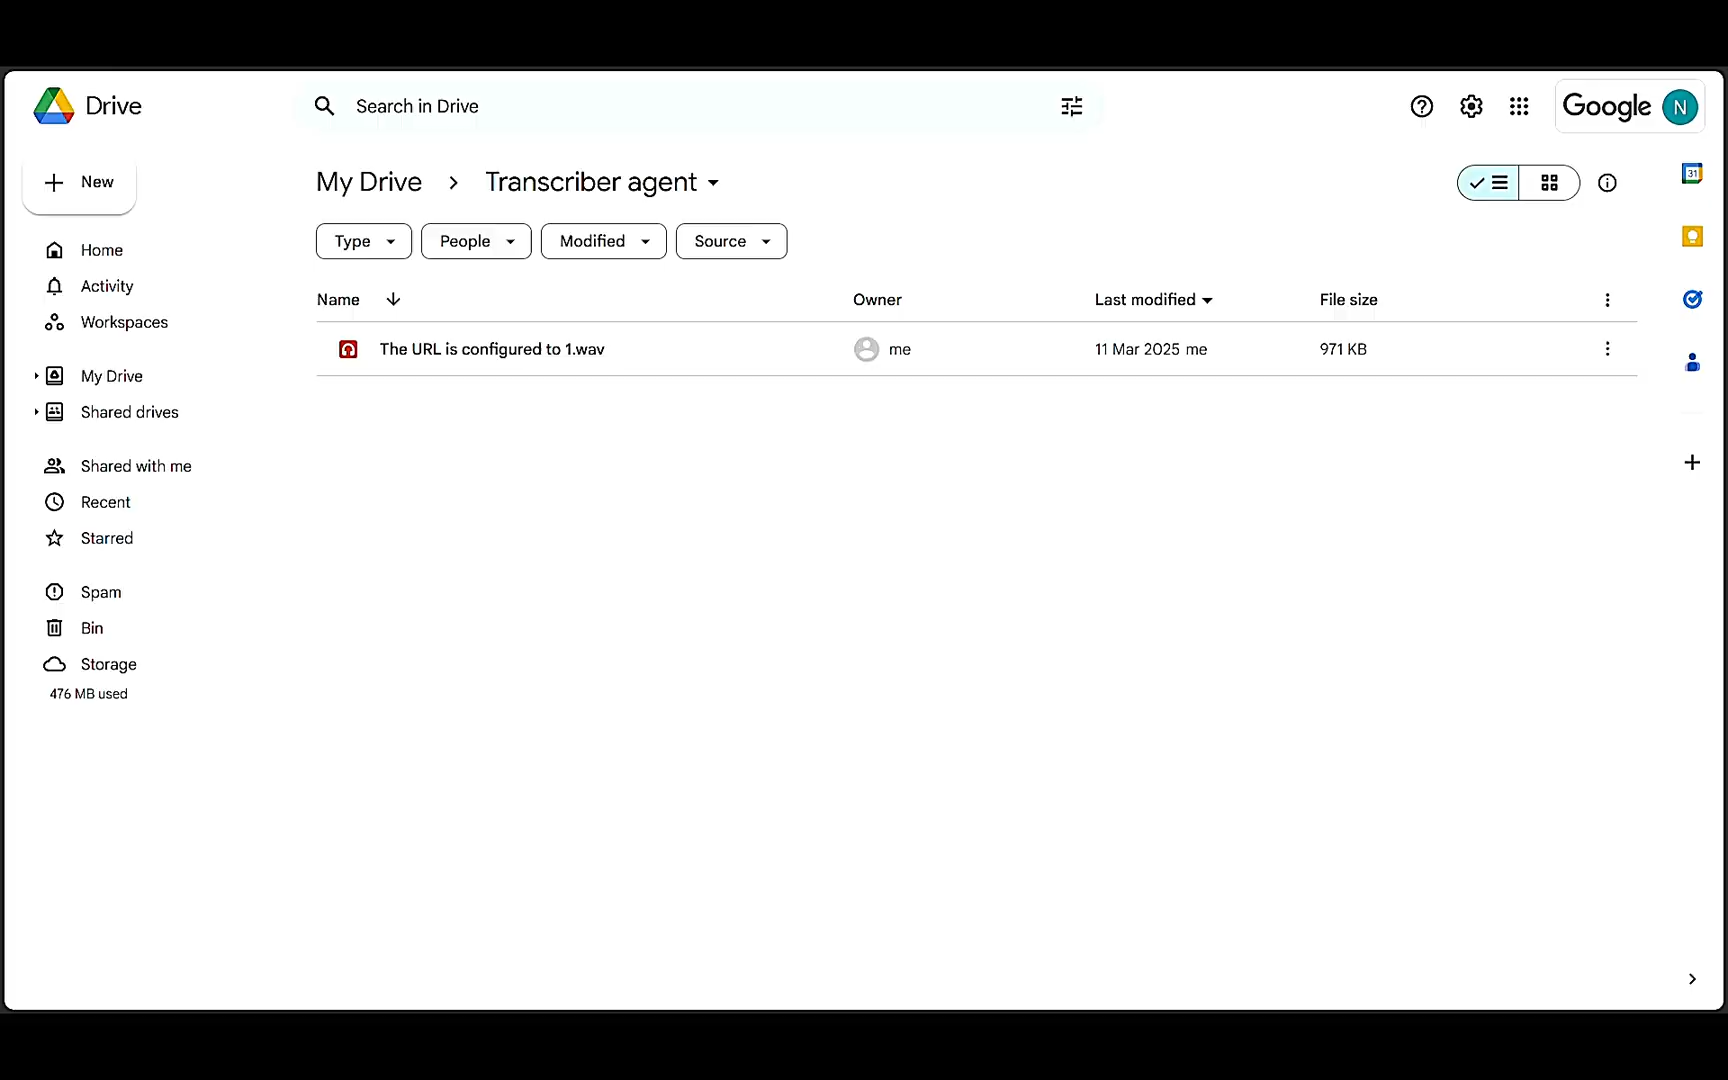 Drive
Search in Drive
Google N
New
My Drive > Transcriber agent
31
Type People Modified Source
Home
Activity
Workspaces
My Drive
Shared drives
Shared with me
Recent
Starred
Spam
Bin
Storage
476 MB used
Name Owner Last modified File size
The URL is configured to 1.wav me 11 Mar 2025 me 971 KB